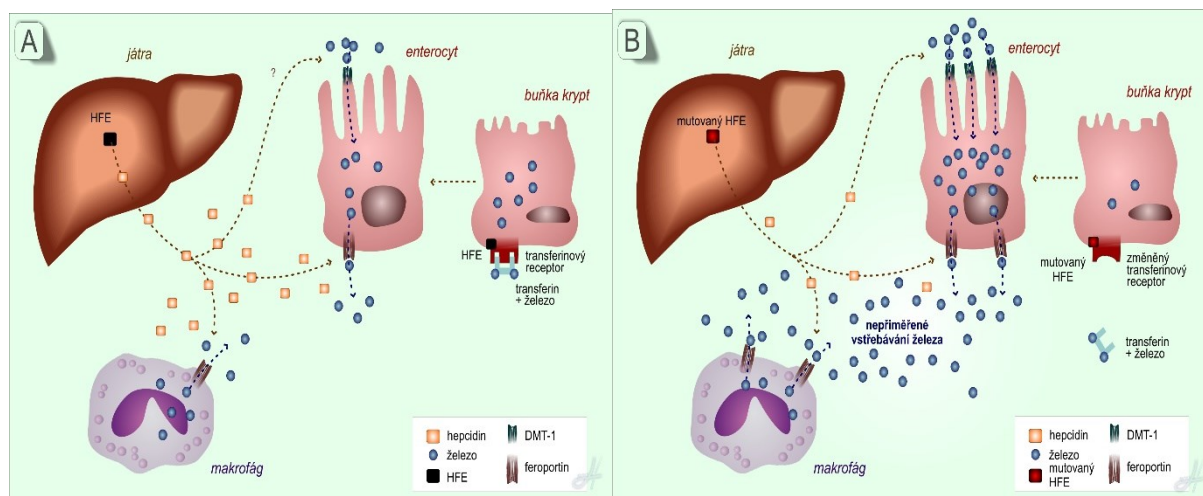 A
játra
HFE
?
enterocyt
buňka krypt
HFE
transferinový
receptor
transferin
+ železo
makrofág
hepcidin
železo
HFE
DMT-1
feroportin
B
játra
mutovaný HFE
enterocyt
buňka krypt
mutovaný
HFE
změněný
transferinový
receptor
nepřiměřené
vstřebávání železa
transferin
+ železo
makrofág
hepcidin
železo
mutovaný
HFE
DMT-1
feroportin